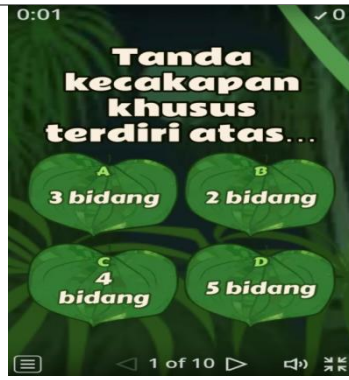 0:01
✓ 0
Tanda
kecakapan
khusus
terdiri atas...
A
3 bidang
B
2 bidang
C
4
bidang
D
5 bidang
1 of 10